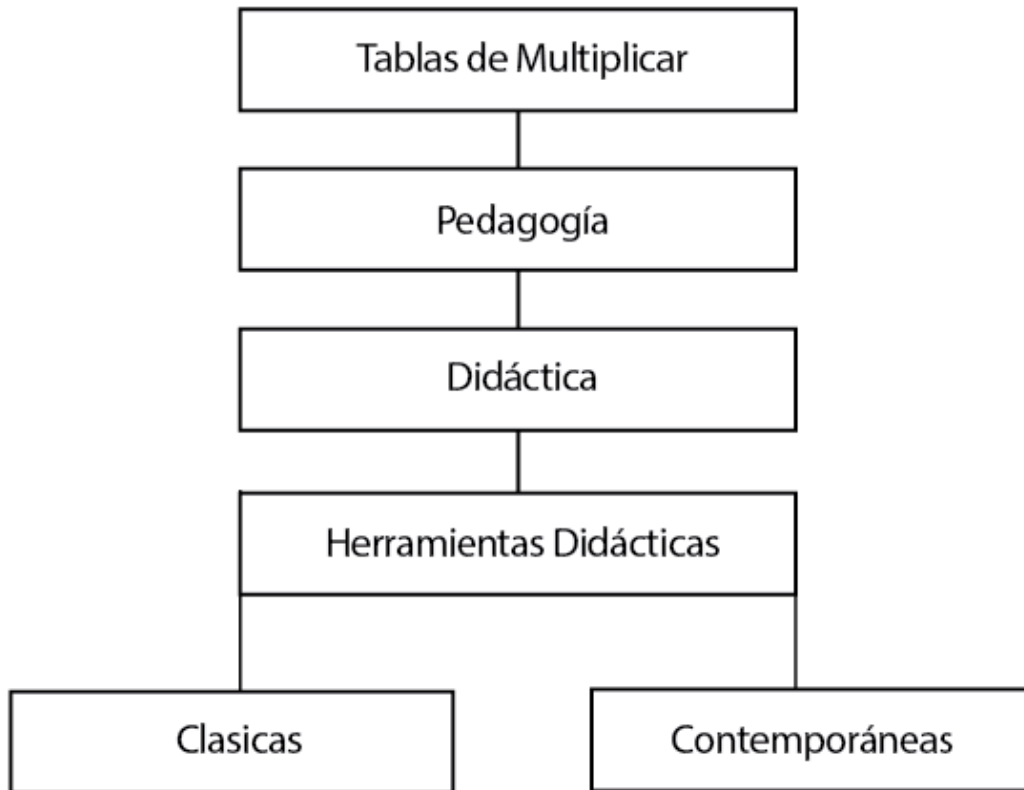 Tablas de Multiplicar
Pedagogía
Didáctica
Herramientas Didácticas
Clasicas
Contemporáneas